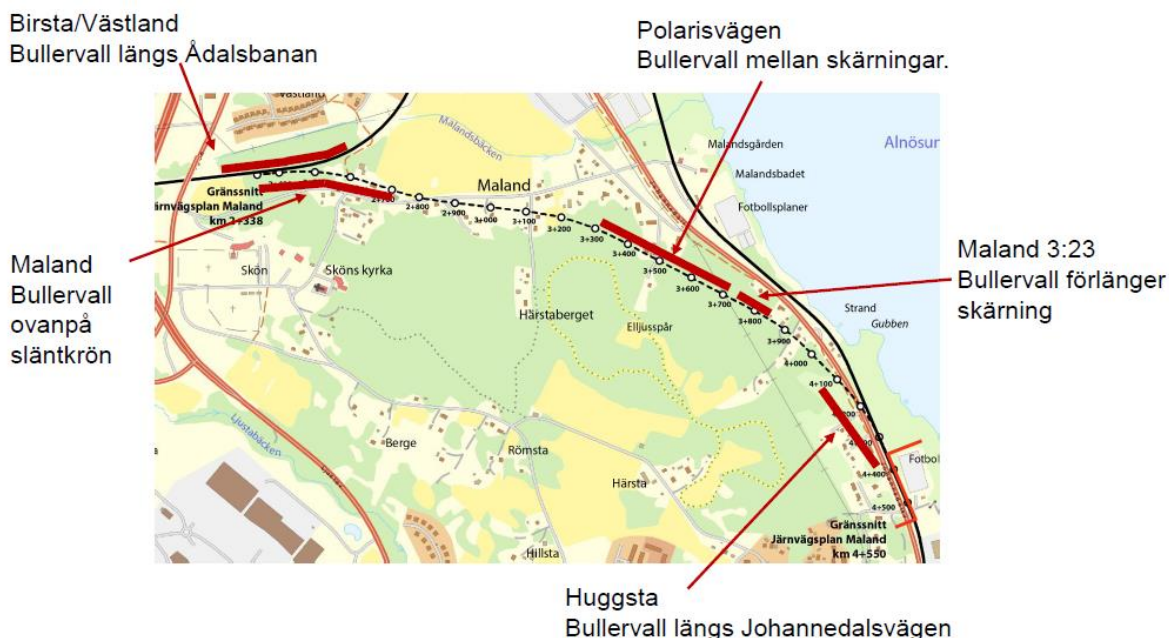 Birsta/Västland
Bullervall längs Ådalsbanan
Polarisvägen
Bullervall mellan skärningar.
Västland
Malandsbäcken
Malandsgården
Alnösur
Malandsbadet
Maland
Fotbollsplaner
Gränssnitt
Järnvägsplan Maland
km 2+338
2+800
2+900
3+000
3+100
3+200
3+300
3+400
3+500
3+600
3+700
3+800
3+900
4+000
4+100
4+400
4+500
Maland
Bullervall
ovanpå
släntkrön
Skön
Sköns kyrka
Härstaberget
Elljusspår
Strand
Gubben
Maland 3:23
Bullervall förlänger
skärning
Ljustabäcken
Berge
Römsta
Härsta
Fotbol
Hillsta
Gränssnitt
Järnvägsplan Maland
km 4+550
Huggsta
Bullervall längs Johannedalsvägen